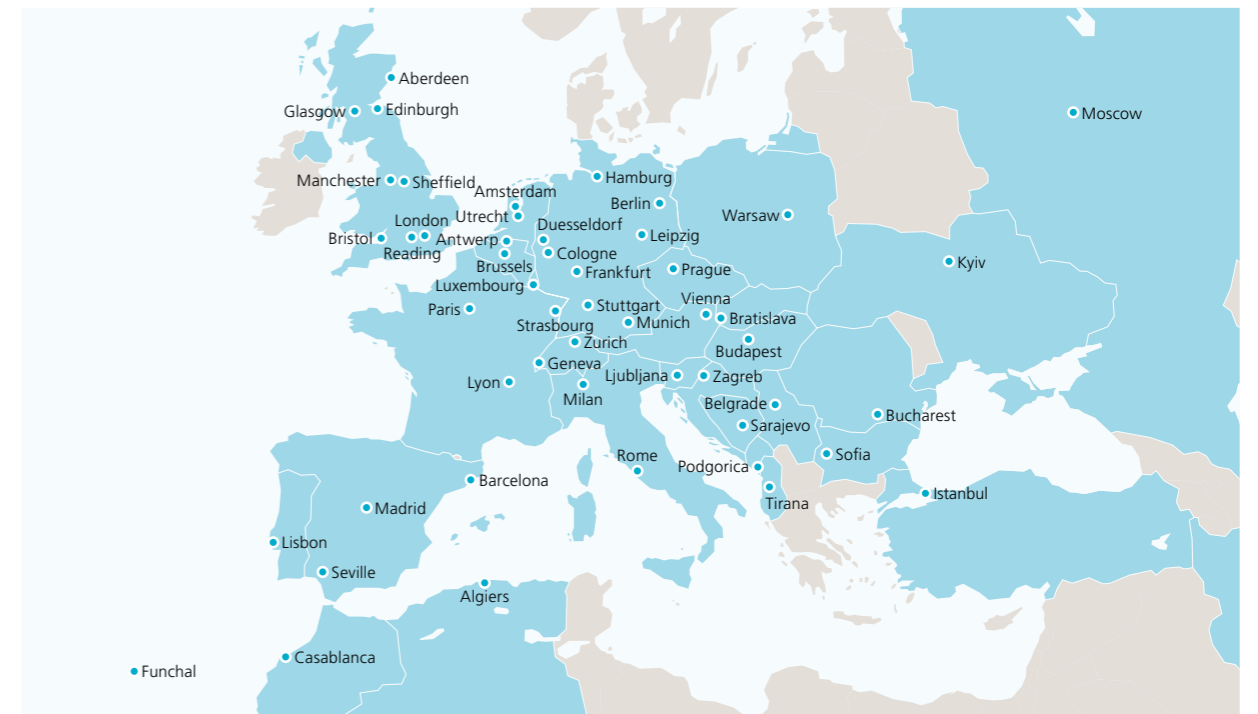 Aberdeen
Glasgow
Edinburgh
Moscow
Manchester
Sheffield
Hamburg
Amsterdam
Berlin
Utrecht
Warsaw
London
Duesseldorf
Bristol
Antwerp
Leipzig
Reading
Cologne
Brussels
Kyiv
Frankfurt
Prague
Luxembourg
Paris
Stuttgart
Vienna
Strasbourg
Munich
Bratislava
Zurich
Budapest
Geneva
Lyon
Ljubljana
Zagreb
Milan
Belgrade
Bucharest
Sarajevo
Rome
Podgorica
Sofia
Barcelona
Istanbul
Madrid
Tirana
Lisbon
Seville
Algiers
Casablanca
Funchal